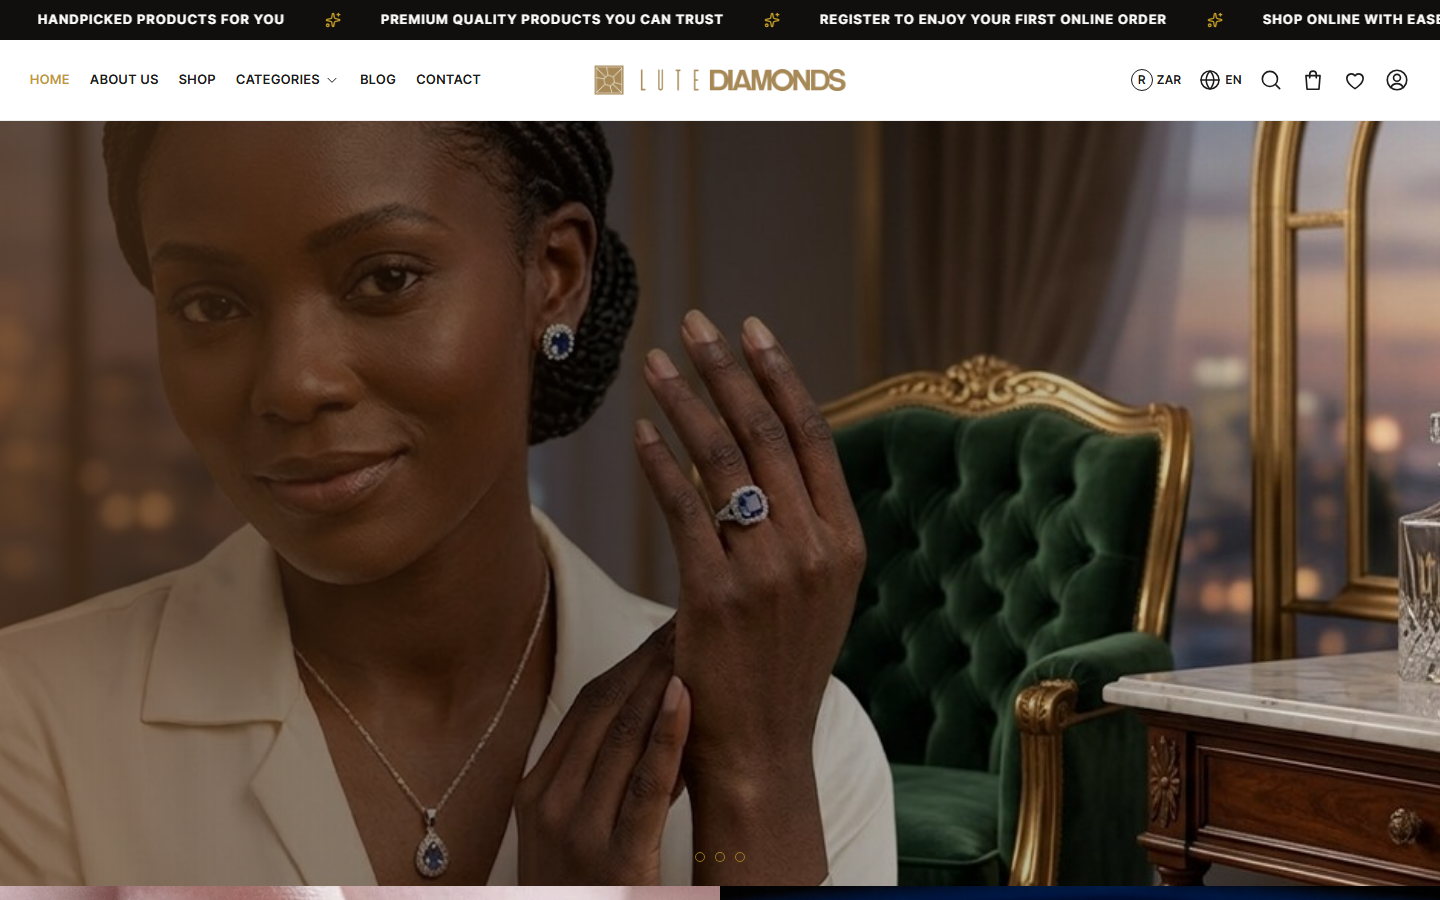 HANDPICKED PRODUCTS FOR YOU
PREMIUM QUALITY PRODUCTS YOU CAN TRUST
REGISTER TO ENJOY YOUR FIRST ONLINE ORDER
SHOP ONLINE WITH EASE
HOME
ABOUT US
SHOP
CATEGORIES
BLOG
CONTACT
LUTE DIAMONDS
R ZAR
EN